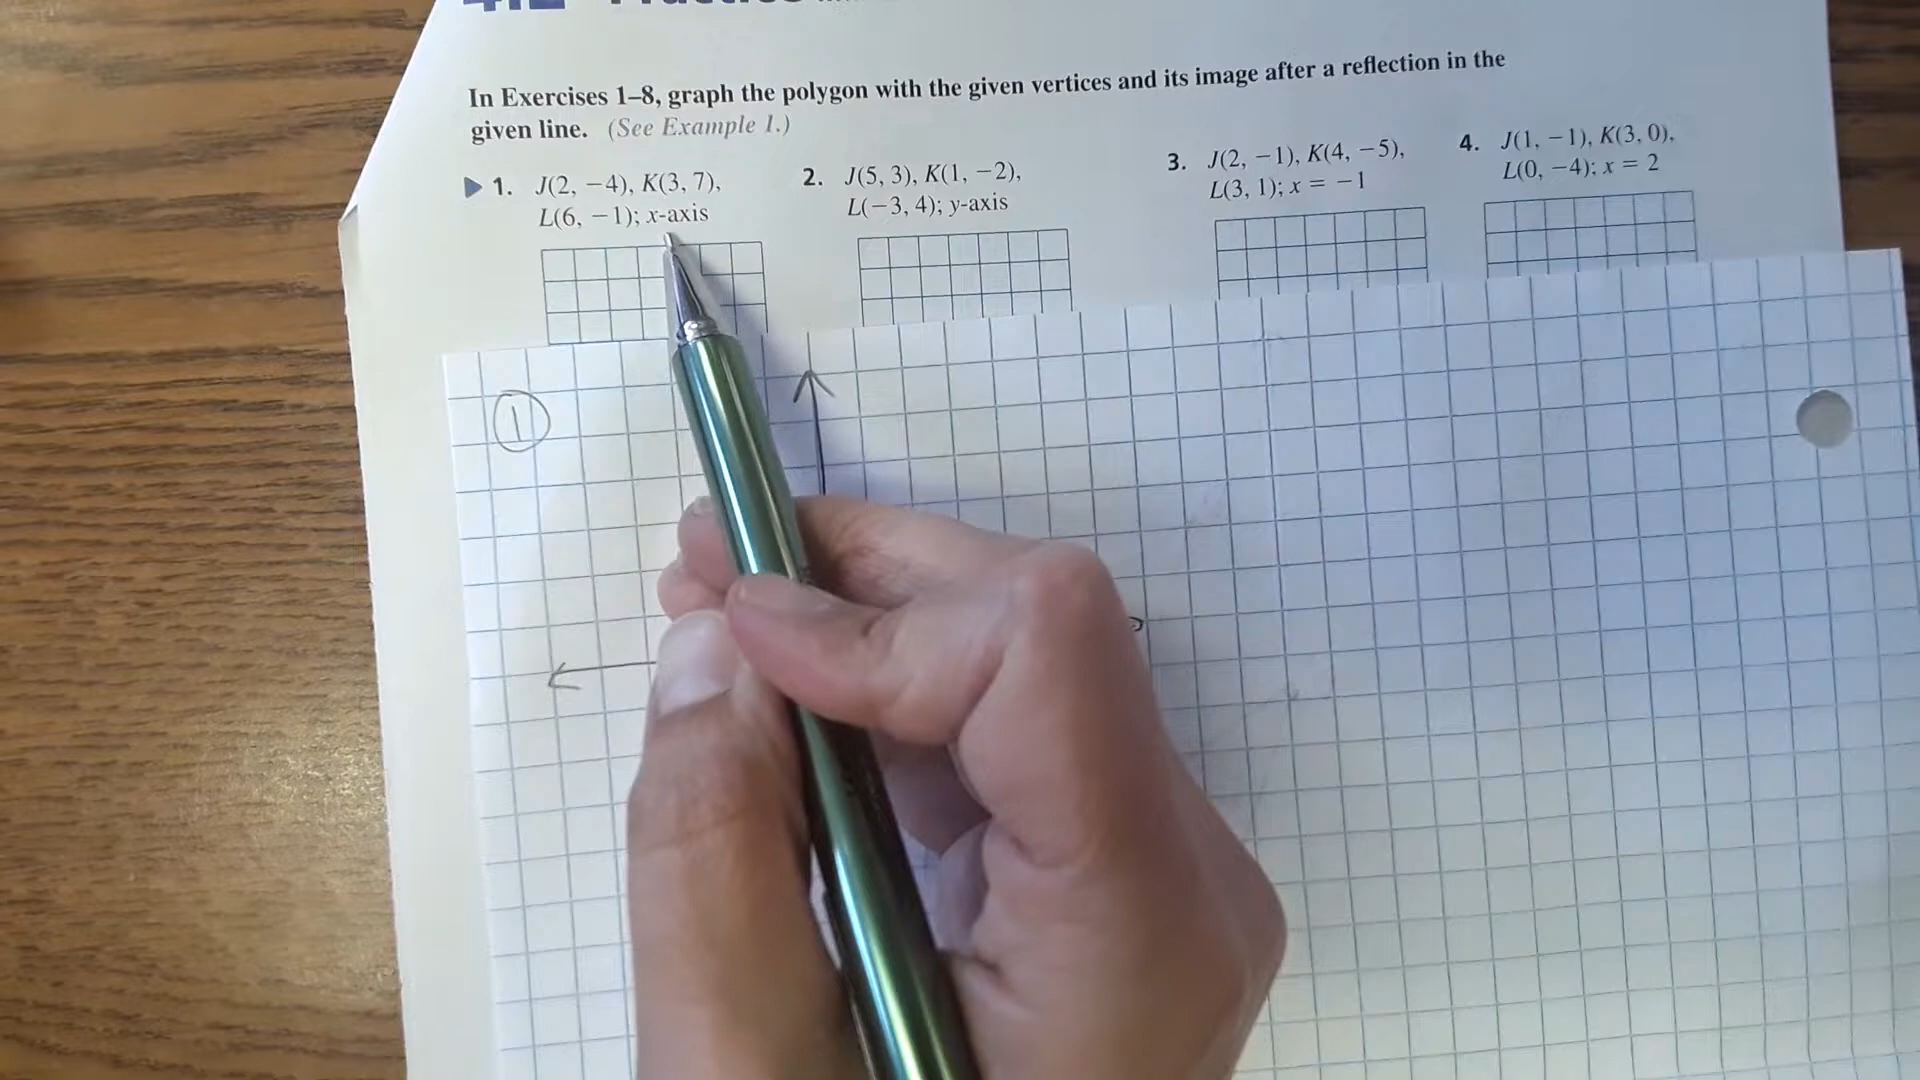 In Exercises 1–8, graph the polygon with the given vertices and its image after a reflection in the
given line. (See Example 1.)
1. J(2, −4), K(3, 7),
L(6, −1); x-axis
2. J(5, 3), K(1, −2),
L(−3, 4); y-axis
3. J(2, −1), K(4, −5),
L(3, 1); x = −1
4. J(1, −1), K(3, 0),
L(0, −4); x = 2
1